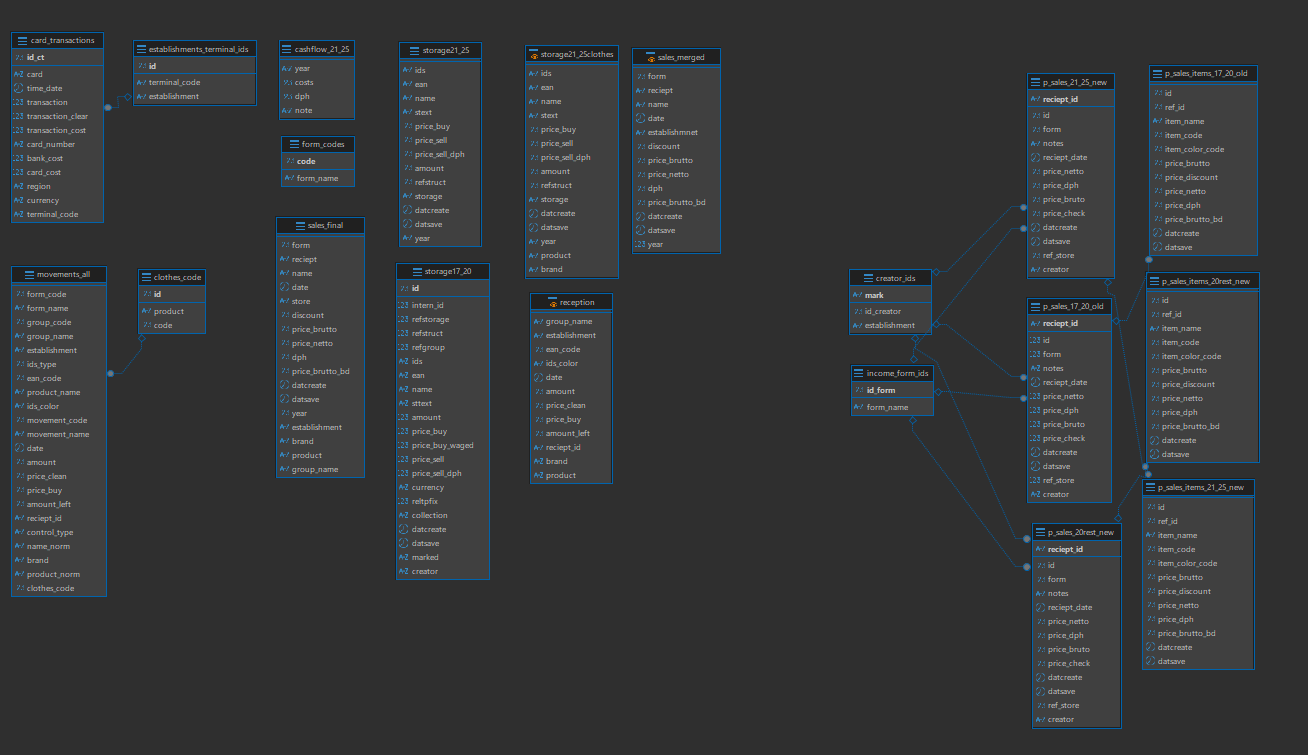 card_transactions
id_ct
card
time_date
transaction
transaction_clear
transaction_cost
card_number
bank_cost
card_cost
region
currency
terminal_code
establishments_terminal_ids
id
terminal_code
establishment
cashflow_21_25
year
costs
dph
note
form_codes
code
form_name
storage21_25
ids
ean
name
stext
price_buy
price_sell
price_sell_dph
amount
refstruct
storage
datcreate
datsave
year
storage21_25clothes
ids
ean
name
stext
price_buy
price_sell
price_sell_dph
amount
refstruct
storage
datcreate
datsave
year
product
brand
sales_merged
form
reciept
name
date
establishmnet
discount
price_brutto
price_netto
dph
price_brutto_bd
datcreate
datsave
year
movements_all
form_code
form_name
group_code
group_name
establishment
ids_type
ean_code
product_name
ids_color
movement_code
movement_name
date
amount
price_clean
price_buy
amount_left
reciept_id
control_type
name_norm
brand
product_norm
clothes_code
clothes_code
id
product
code
sales_final
form
reciept
name
date
store
discount
price_brutto
price_netto
dph
price_brutto_bd
datcreate
datsave
year
establishment
brand
product
group_name
storage17_20
id
intern_id
refstorage
refstruct
refgroup
ids
ean
name
sttext
amount
price_buy
price_buy_waged
price_sell
price_sell_dph
currency
reltpfix
collection
datcreate
datsave
marked
creator
reception
group_name
establishment
ean_code
ids_color
date
amount
price_clean
price_buy
amount_left
reciept_id
brand
product
creator_ids
mark
id_creator
establishment
income_form_ids
id_form
form_name
p_sales_21_25_new
reciept_id
id
form
notes
reciept_date
price_netto
price_dph
price_bruto
price_check
datcreate
datsave
ref_store
creator
p_sales_items_17_20_old
id
ref_id
item_name
item_code
item_color_code
price_brutto
price_discount
price_netto
price_dph
price_brutto_bd
datcreate
datsave
p_sales_17_20_old
reciept_id
id
form
notes
reciept_date
price_netto
price_dph
price_bruto
price_check
datcreate
datsave
ref_store
creator
p_sales_items_20rest_new
id
ref_id
item_name
item_code
item_color_code
price_brutto
price_discount
price_netto
price_dph
price_brutto_bd
datcreate
datsave
p_sales_20rest_new
reciept_id
id
form
notes
reciept_date
price_netto
price_dph
price_bruto
price_check
datcreate
datsave
ref_store
creator
p_sales_items_21_25_new
id
ref_id
item_name
item_code
item_color_code
price_brutto
price_discount
price_netto
price_dph
price_brutto_bd
datcreate
datsave